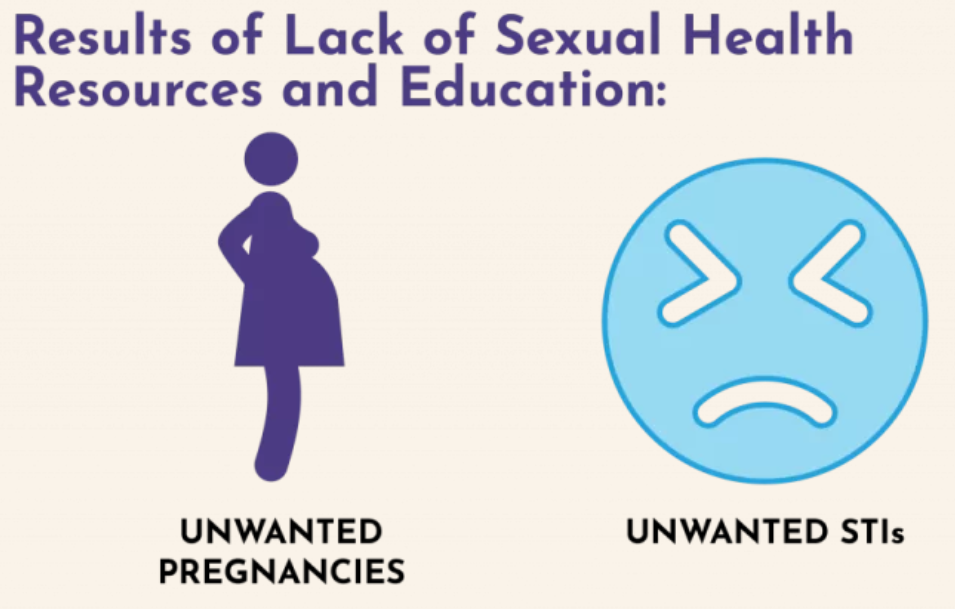 Results of Lack of Sexual Health
Resources and Education:
UNWANTED
PREGNANCIES
UNWANTED STIs